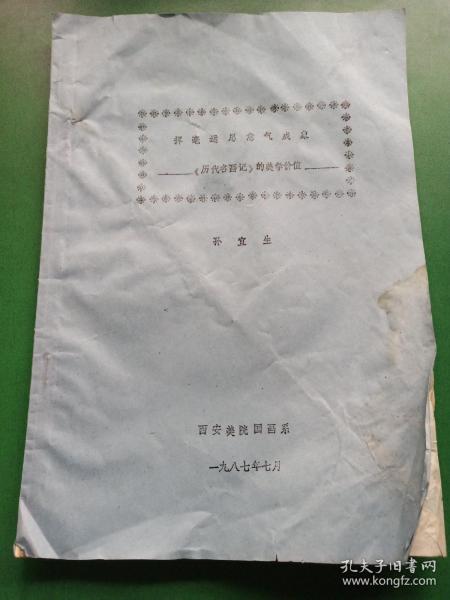 挥毫运思意气成象
——《历代名画记》的美学价值——
孙宜生
西安美院国画系
一九八七年七月
孔夫子旧书网
www.kongfz.com